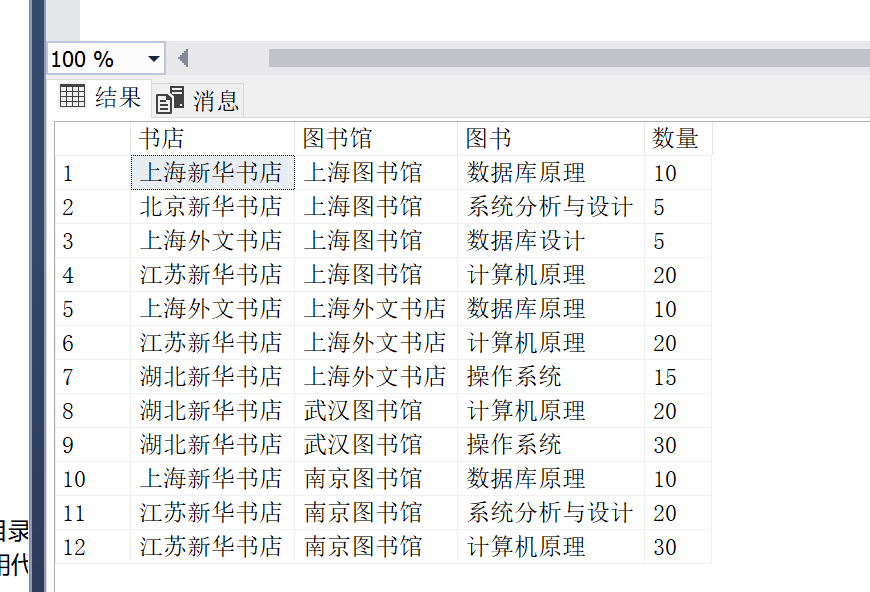 100 %
结果 消息
书店 图书馆 图书 数量
1 上海新华书店 上海图书馆 数据库原理 10
2 北京新华书店 上海图书馆 系统分析与设计 5
3 上海外文书店 上海图书馆 数据库设计 5
4 江苏新华书店 上海图书馆 计算机原理 20
5 上海外文书店 上海外文书店 数据库原理 10
6 江苏新华书店 上海外文书店 计算机原理 20
7 湖北新华书店 上海外文书店 操作系统 15
8 湖北新华书店 武汉图书馆 计算机原理 20
9 湖北新华书店 武汉图书馆 操作系统 30
10 上海新华书店 南京图书馆 数据库原理 10
11 江苏新华书店 南京图书馆 系统分析与设计 20
12 江苏新华书店 南京图书馆 计算机原理 30
录
代